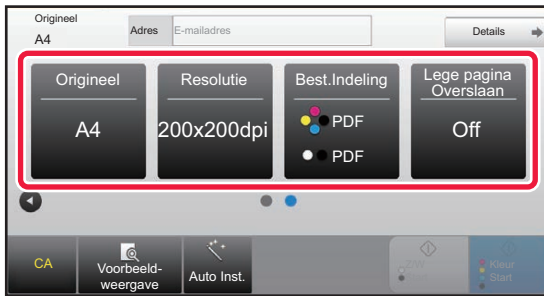 Origineel
A4
Adres
E-mailadres
Details
Origineel
A4
Resolutie
200x200dpi
Best.Indeling
PDF
PDF
Lege pagina
Overslaan
Off
CA
Voorbeeld-
weergave
Auto Inst.
Z/W
Start
Kleur
Start